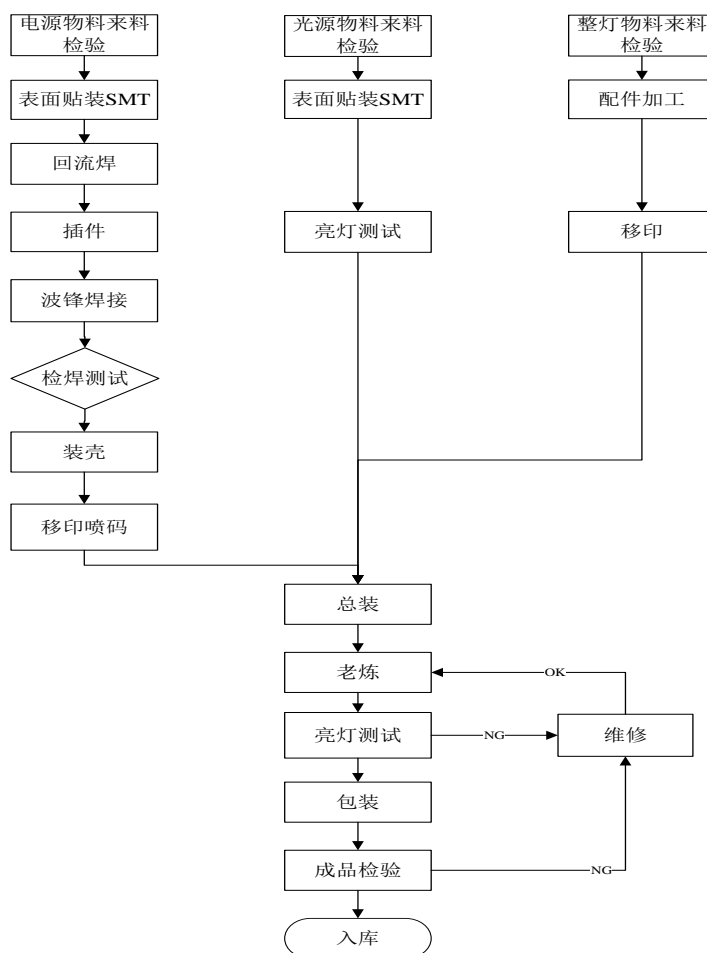 电源物料来料
检验
光源物料来料
检验
整灯物料来料
检验
表面贴装SMT
表面贴装SMT
配件加工
回流焊
插件
亮灯测试
移印
波锋焊接
检焊测试
装壳
移印喷码
总装
老炼
OK
亮灯测试
NG
维修
包装
成品检验
NG
入库